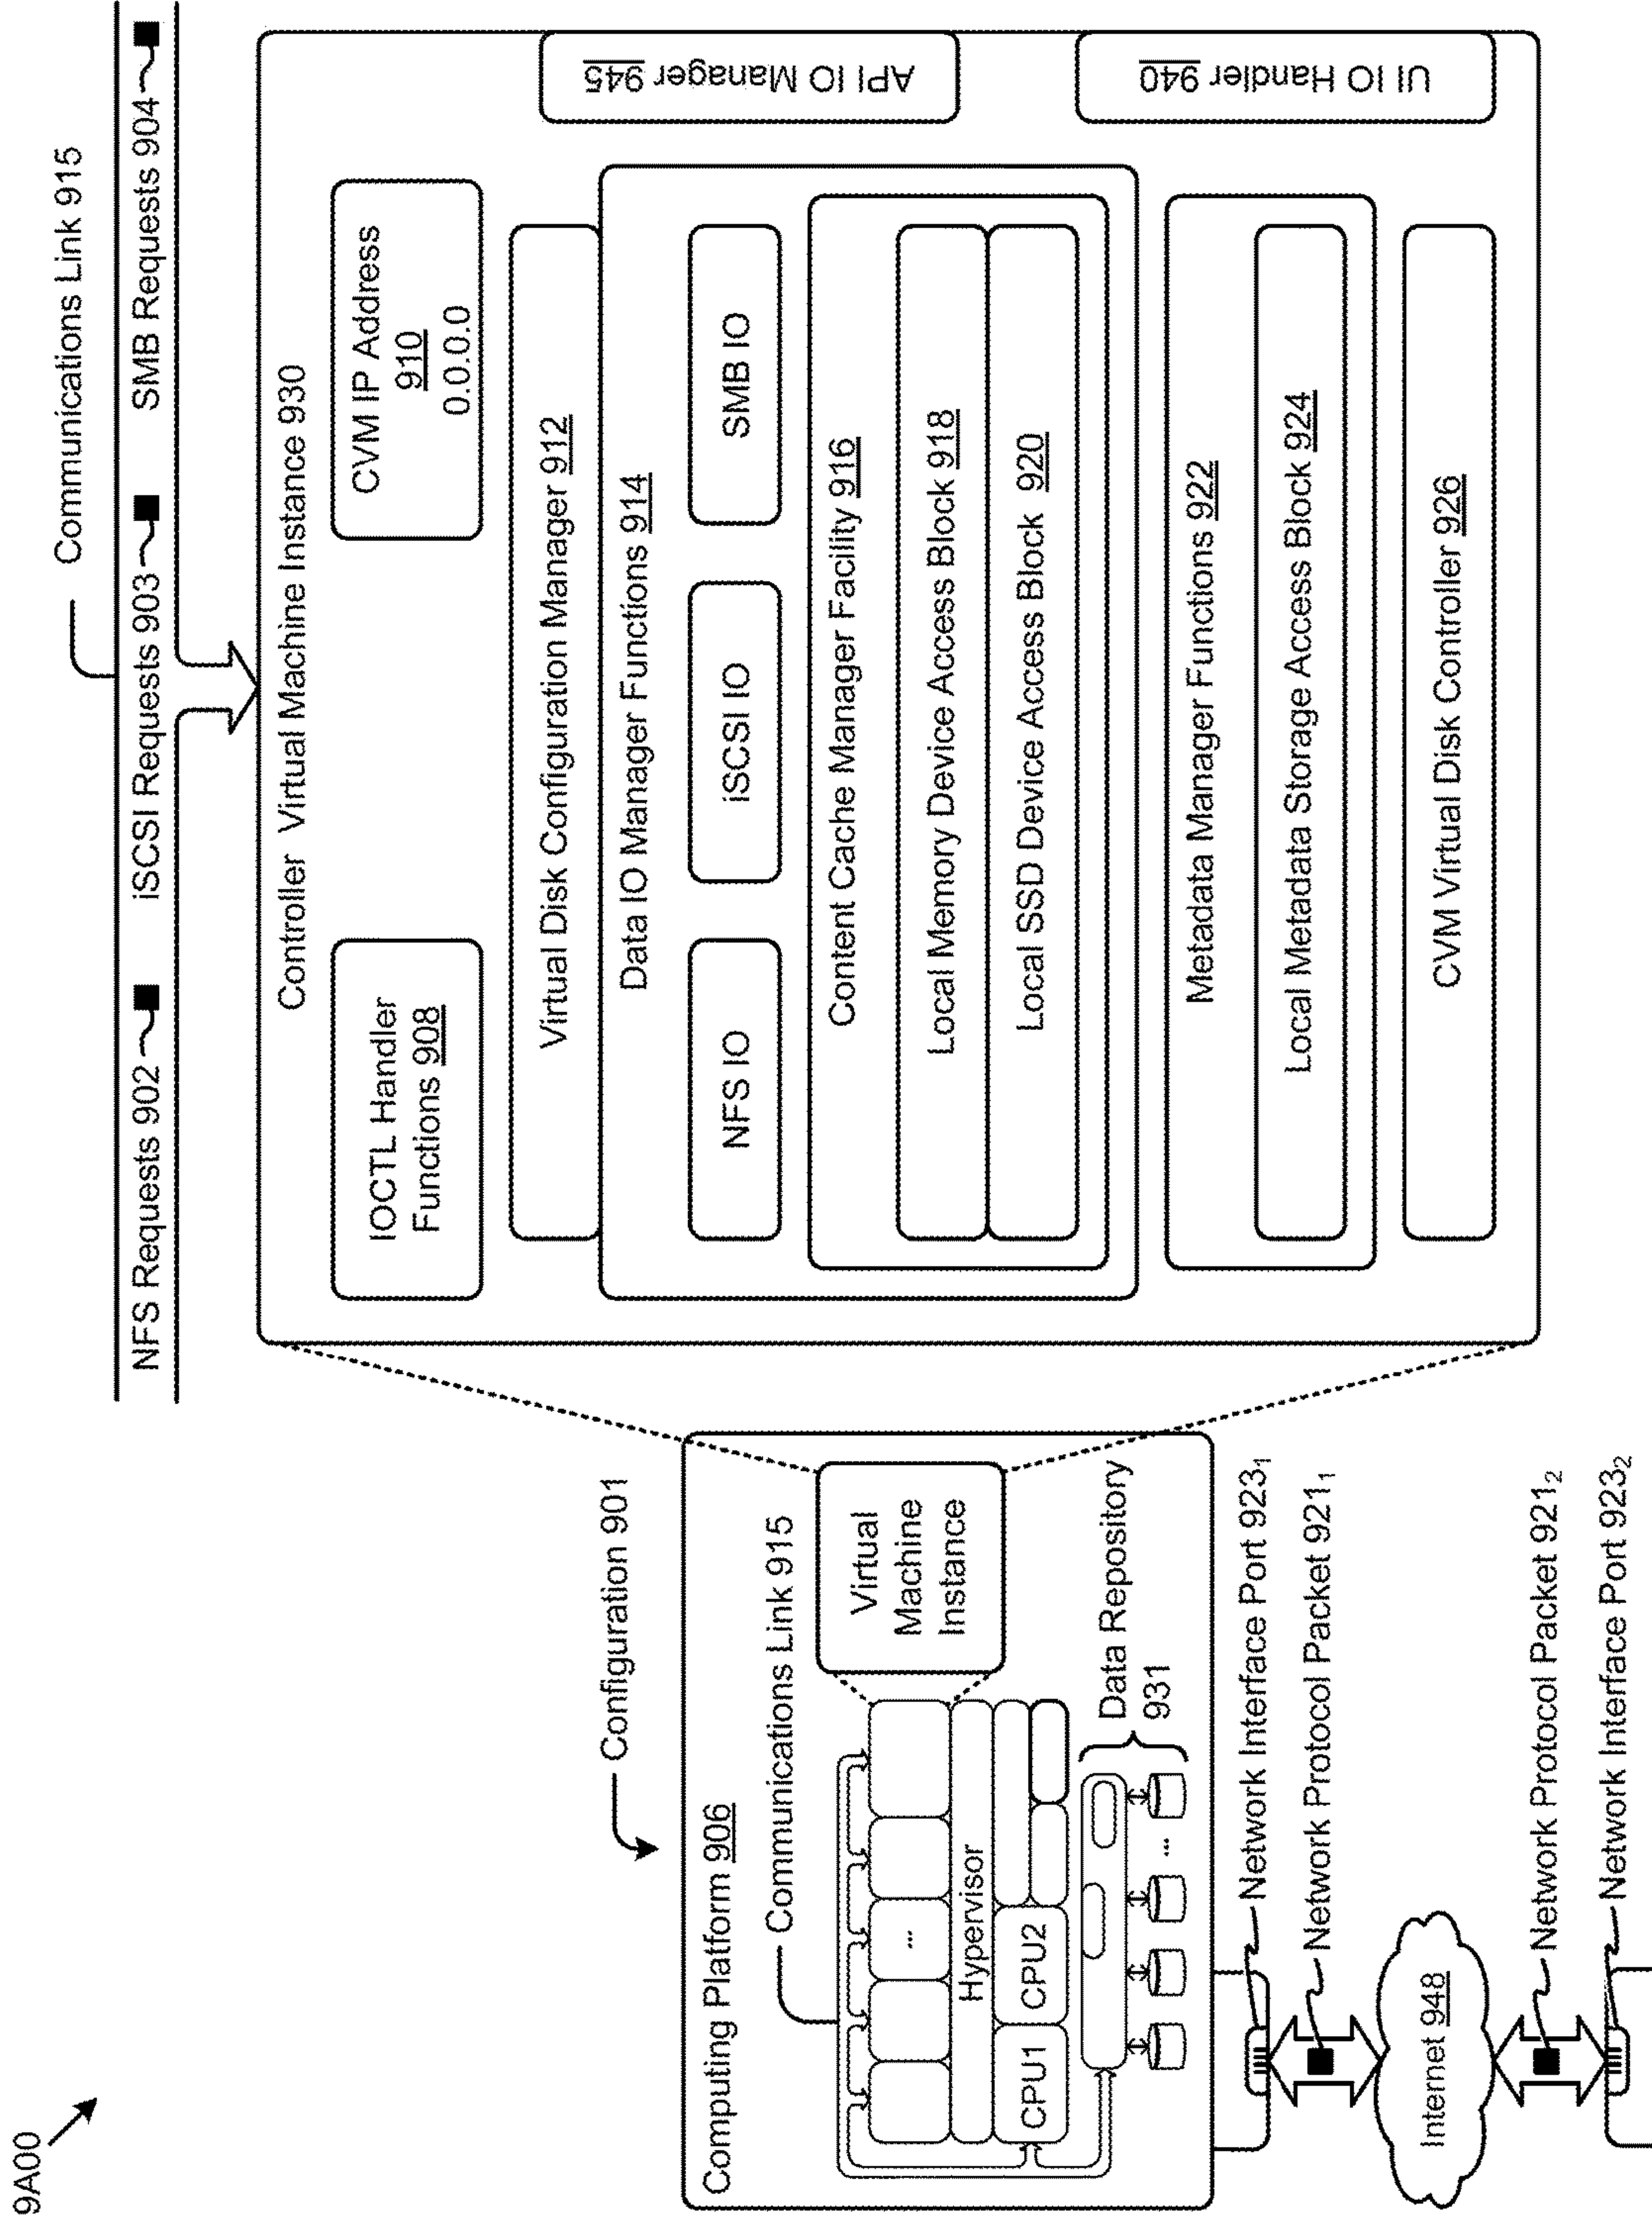 9A00
Communications Link 915
NFS Requests 902
iSCSI Requests 903
SMB Requests 904
Configuration 901
Computing Platform 906
Communications Link 915
...
Hypervisor
CPU1
CPU2
Virtual
Machine
Instance
Data Repository
931
...
Network Interface Port 923₁
Network Protocol Packet 921₁
Internet 948
Network Protocol Packet 921₂
Network Interface Port 923₂
Controller Virtual Machine Instance 930
IOCTL Handler
Functions 908
CVM IP Address
910
0.0.0.0
Virtual Disk Configuration Manager 912
Data IO Manager Functions 914
NFS IO
iSCSI IO
SMB IO
Content Cache Manager Facility 916
Local Memory Device Access Block 918
Local SSD Device Access Block 920
Metadata Manager Functions 922
Local Metadata Storage Access Block 924
CVM Virtual Disk Controller 926
API IO Manager 945
UI IO Handler 940